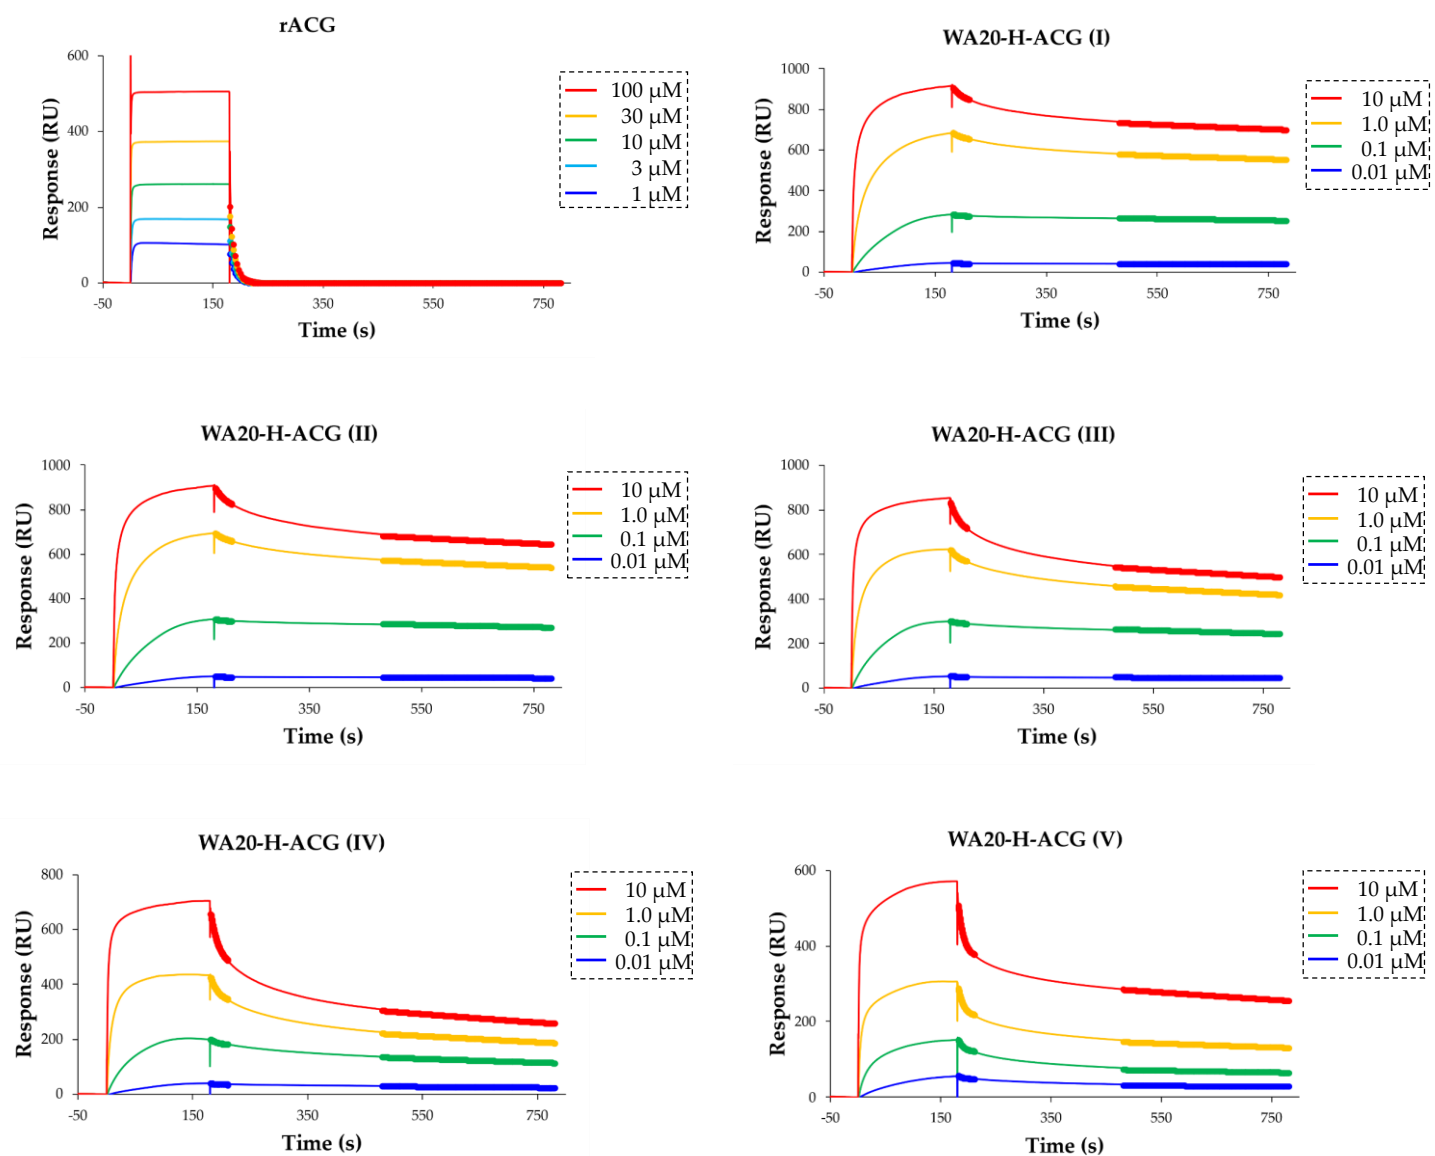 rACG
600
400
200
0
-50
150
350
550
750
Response (RU)
Time (s)
100 µM
30 µM
10 µM
3 µM
1 µM
WA20-H-ACG (I)
1000
800
600
400
200
0
-50
150
350
550
750
Response (RU)
Time (s)
10 µM
1.0 µM
0.1 µM
0.01 µM
WA20-H-ACG (II)
1000
800
600
400
200
0
-50
150
350
550
750
Response (RU)
Time (s)
10 µM
1.0 µM
0.1 µM
0.01 µM
WA20-H-ACG (III)
1000
800
600
400
200
0
-50
150
350
550
750
Response (RU)
Time (s)
10 µM
1.0 µM
0.1 µM
0.01 µM
WA20-H-ACG (IV)
800
600
400
200
0
-50
150
350
550
750
Response (RU)
Time (s)
10 µM
1.0 µM
0.1 µM
0.01 µM
WA20-H-ACG (V)
600
400
200
0
-50
150
350
550
750
Response (RU)
Time (s)
10 µM
1.0 µM
0.1 µM
0.01 µM